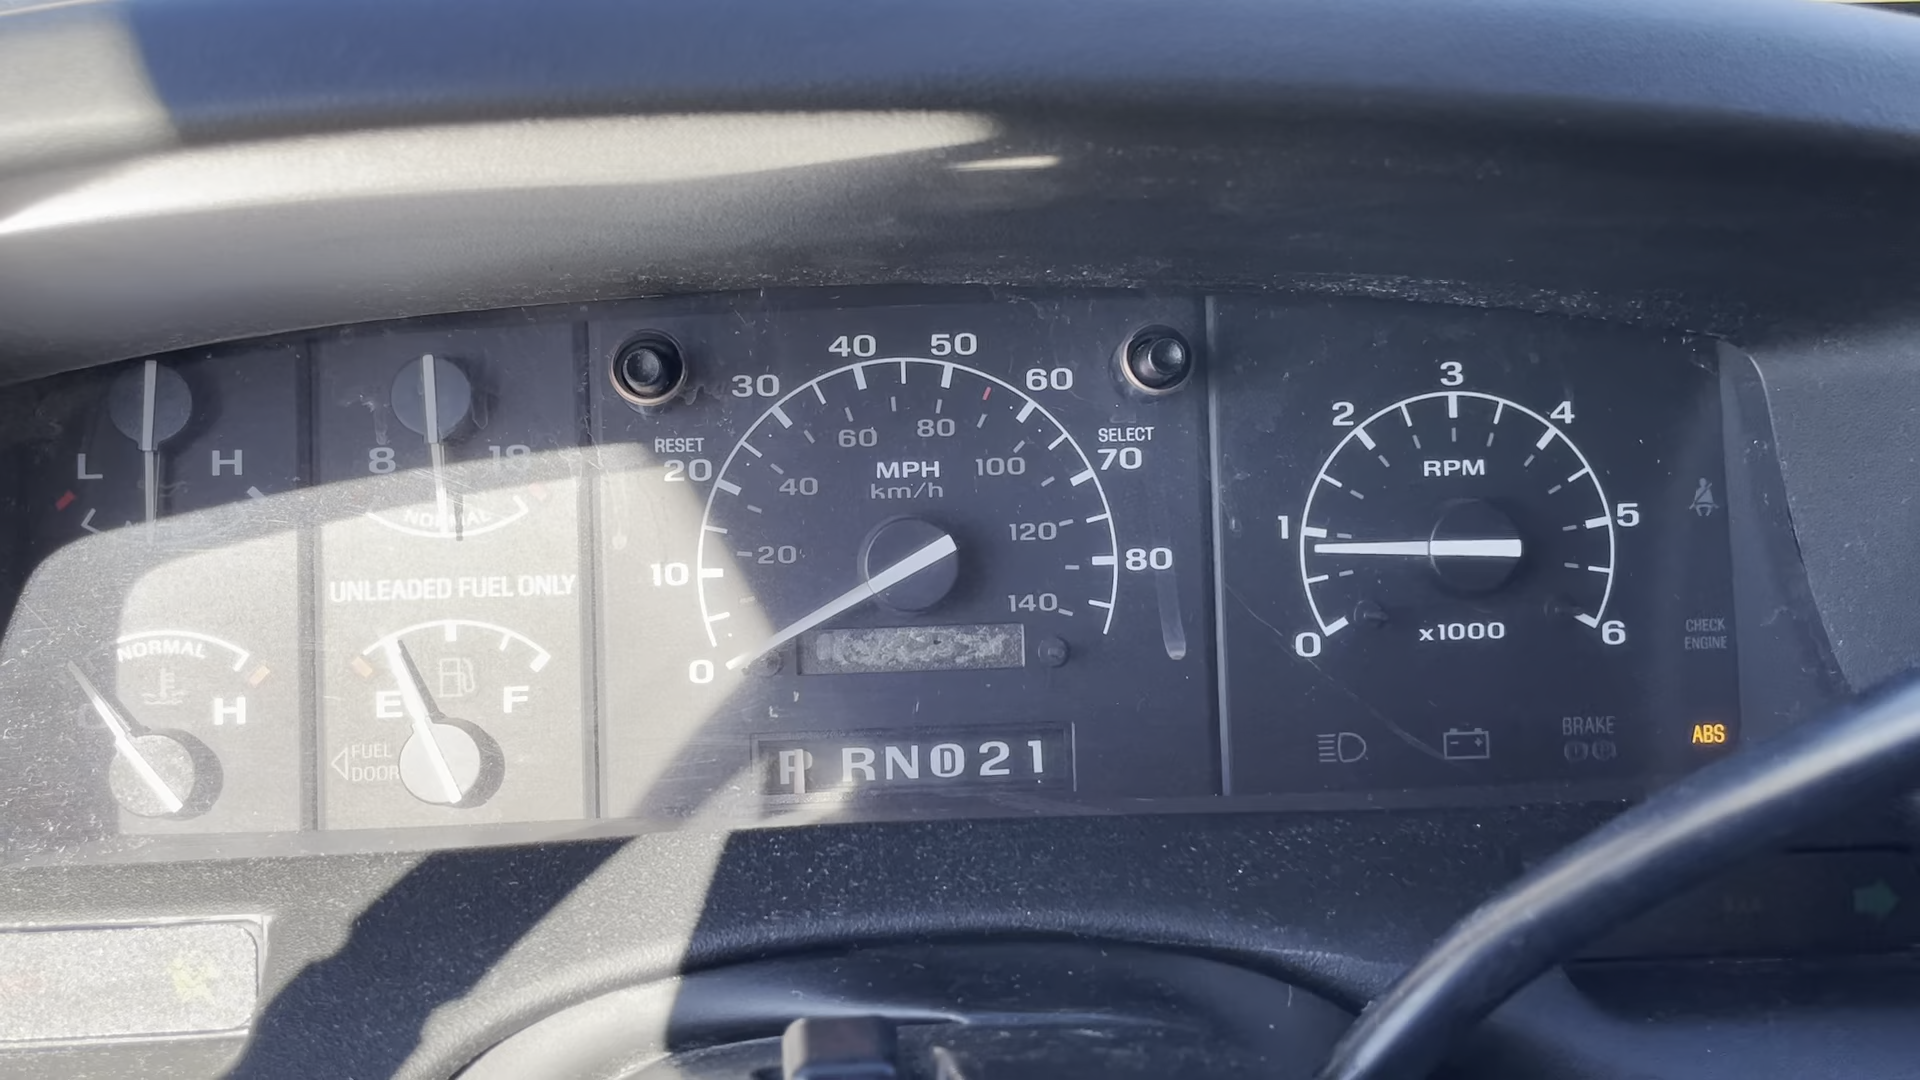 40 50
30 60
RESET SELECT
20 70
MPH
km/h
20 40 60 80 100 120 140
10 80
0
L H
8 18
NORMAL
UNLEADED FUEL ONLY
NORMAL
H
E F
FUEL
DOOR
P RN D 21
3
2 4
RPM
1 5
0 x1000 6
CHECK
ENGINE
BRAKE
ABS